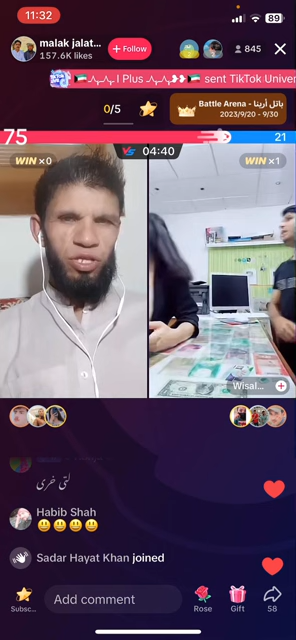 11:32
89
malak jalat...
157.6K likes
+ Follow
845
I Plus
sent TikTok Univer
0/5
Battle Arena - باتل أرينا
2023/9/20 - 9/30
75
21
WIN ×0
VS 04:40
WIN ×1
Wisal...
Habib Shah
😃😃😃😃
Sadar Hayat Khan joined
Subsc...
Add comment
Rose
Gift
58